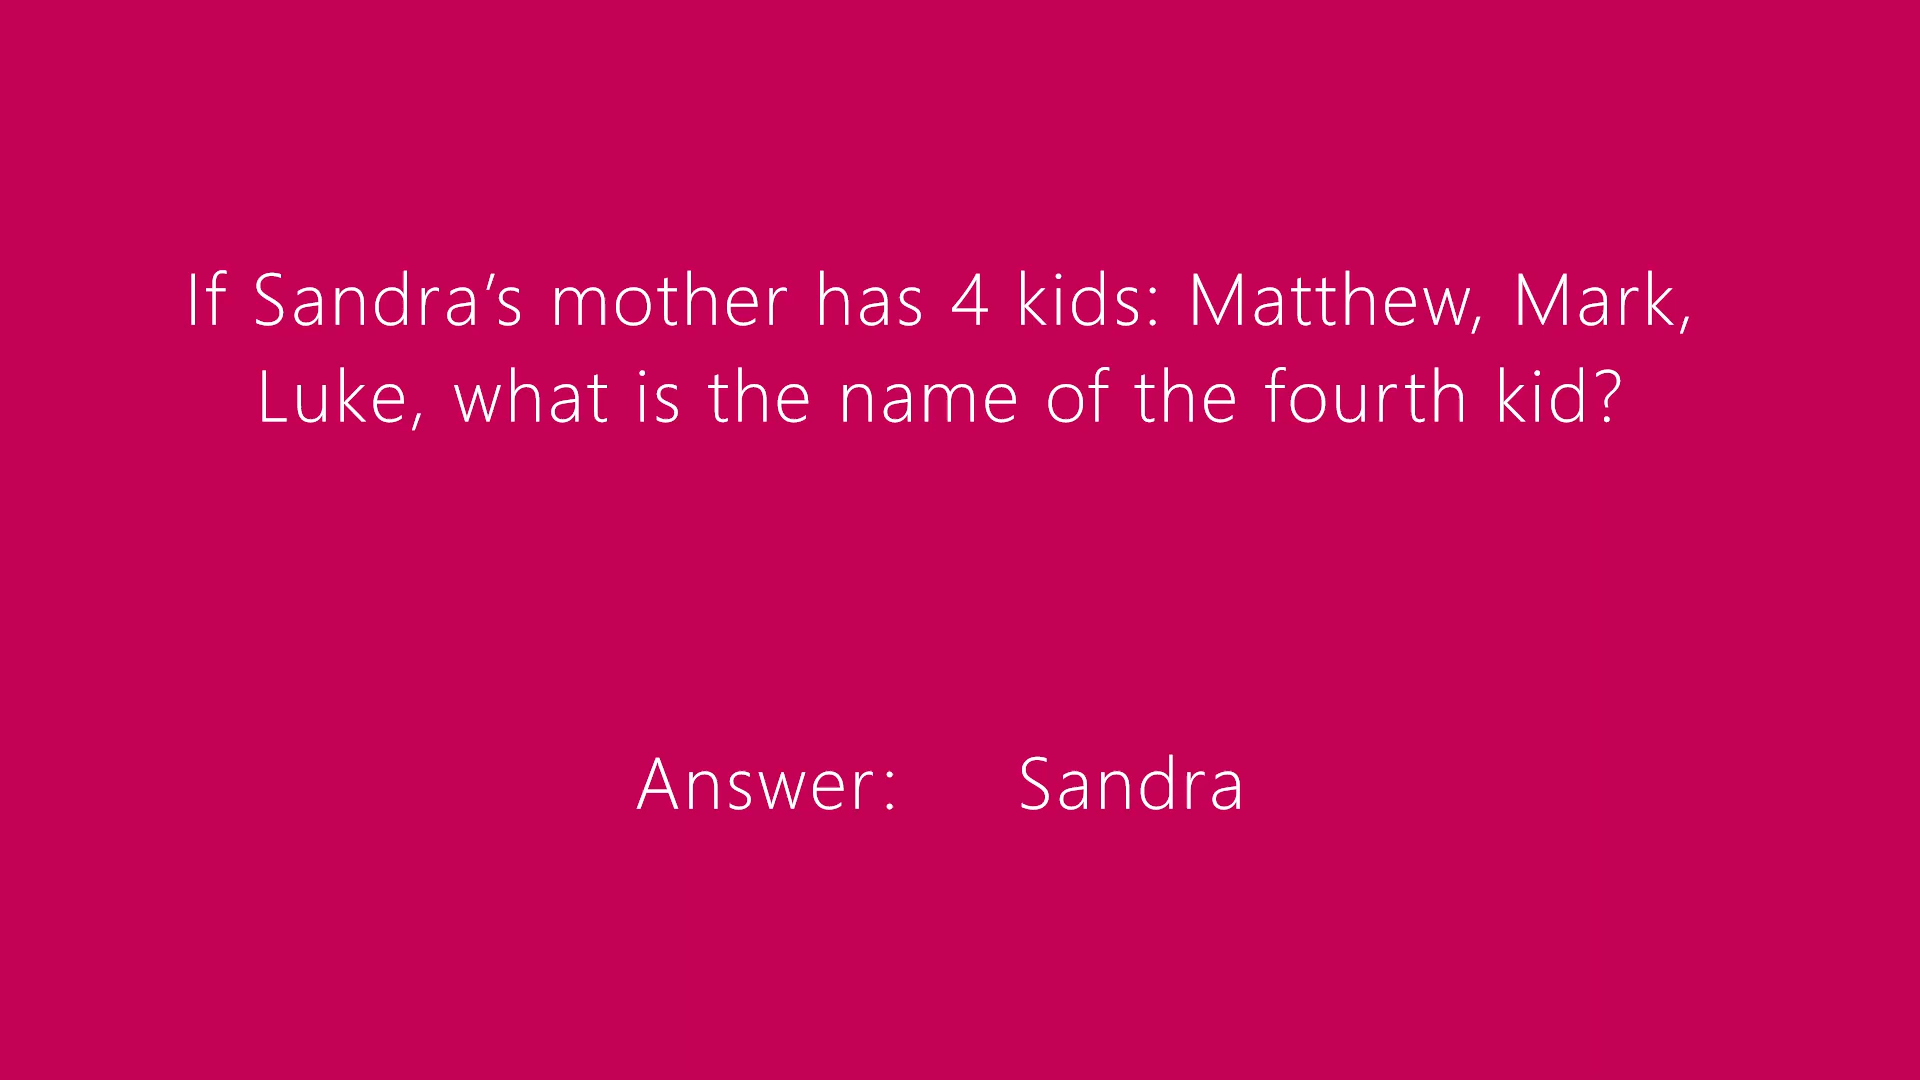 If Sandra’s mother has 4 kids: Matthew, Mark,
Luke, what is the name of the fourth kid?
Answer: Sandra